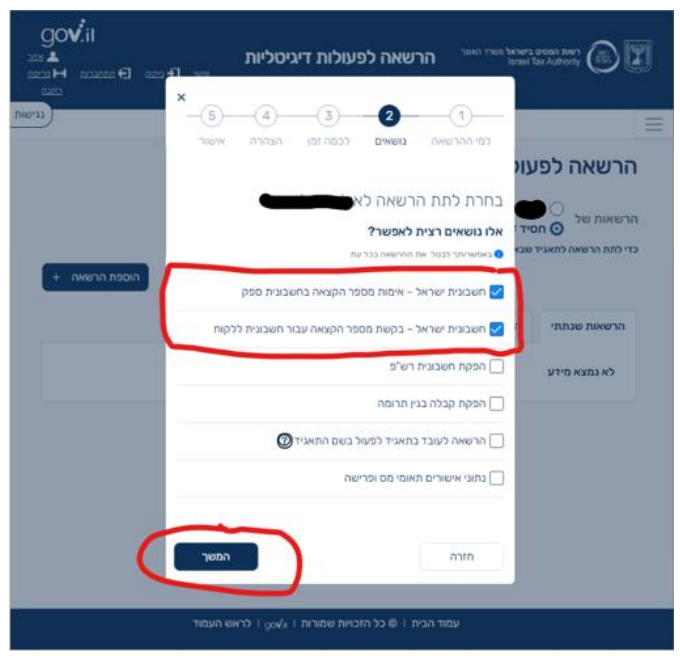 gov.il
אזור
התחברות
רשות המסים בישראל משרד האוצר
Israel Tax Authority
הרשאה לפעולות דיגיטליות
נגישות
1 2 3 4 5
למי ההרשאה נושאים לכמה זמן הצהרה אישור
הרשאה לפעו
בחרת לתת הרשאה לא
הרשאות של
חסיד
אלו נושאים רצית לאפשר?
באפשרותך לבטל את ההרשאה בכל עת
כדי לתת הרשאה לתאגיד
הוספת הרשאה +
חשבונית ישראל - אימות מספר הקצאה בחשבונית ספק
חשבונית ישראל - בקשת מספר הקצאה עבור חשבונית ללקוח
הרשאות שנתתי
הפקת חשבונית רש"פ
לא נמצא מידע
הפקת קבלה בגין תרומה
הרשאה לעובד בתאגיד לפעול בשם התאגיד
נתוני אישורים תאומי מס ופרישה
חזרה
המשך
עמוד הבית | © כל הזכויות שמורות | gov.il | לראש העמוד